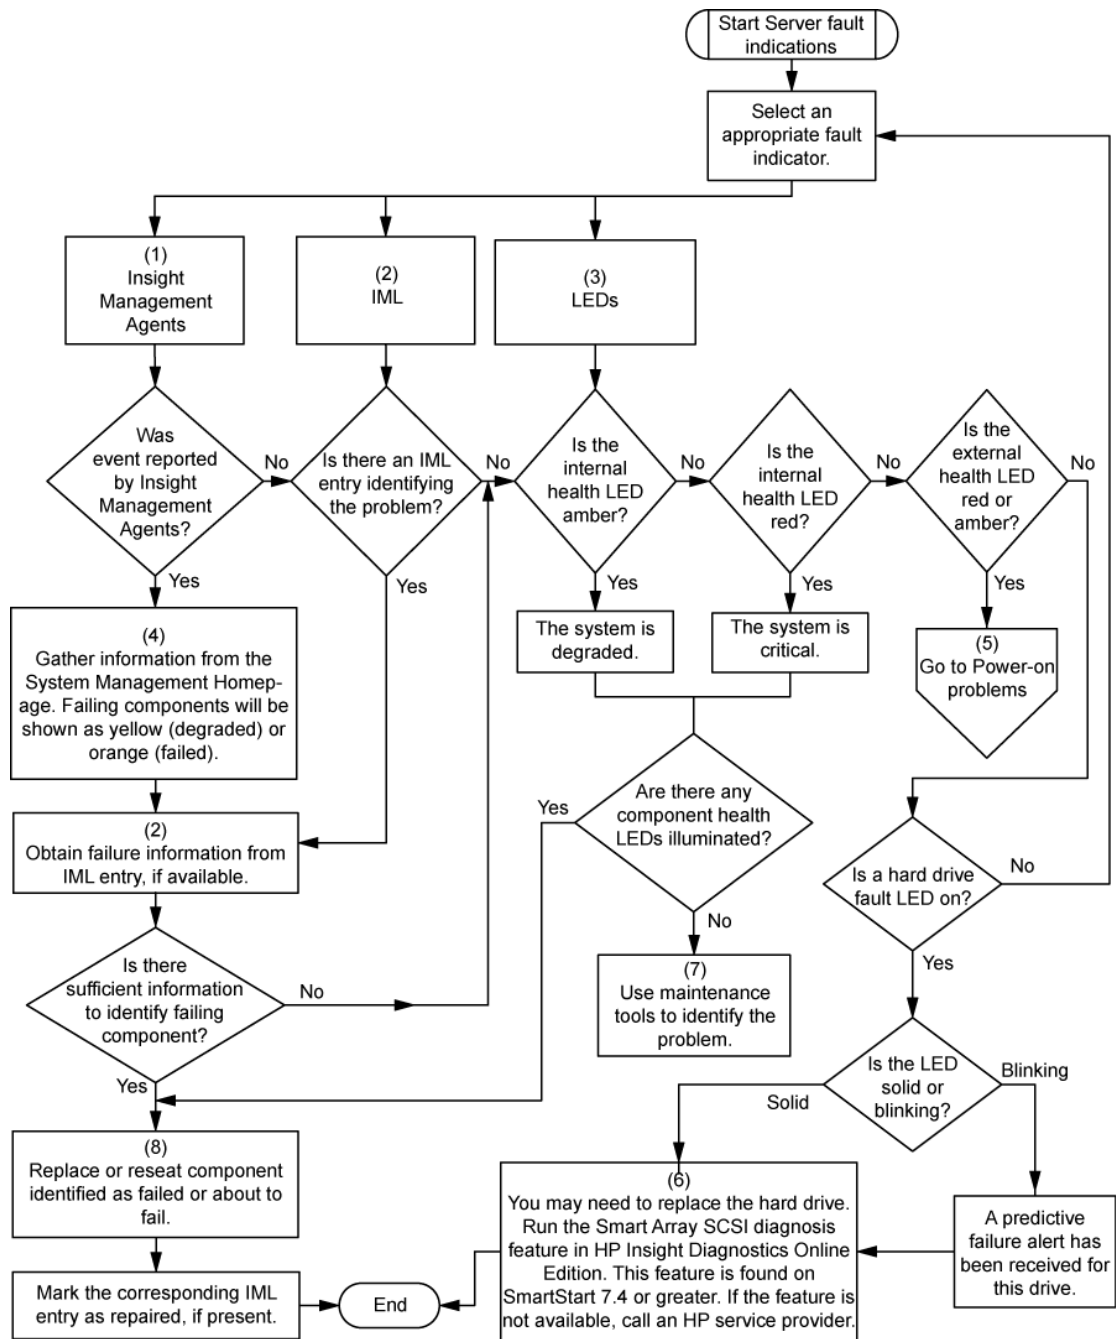 Start Server fault
indications
Select an
appropriate fault
indicator.
(1)
Insight
Management
Agents
(2)
IML
(3)
LEDs
Was
event reported
by Insight
Management
Agents?
No
Is there an IML
entry identifying
the problem?
No
Is the
internal
health LED
amber?
No
Is the
internal
health LED
red?
No
Is the
external
health LED
red or
amber?
No
Yes
Yes
Yes
Yes
Yes
(4)
Gather information from the
System Management Homep-
age. Failing components will be
shown as yellow (degraded) or
orange (failed).
The system is
degraded.
The system is
critical.
(5)
Go to Power-on
problems
(2)
Obtain failure information from
IML entry, if available.
Yes
Are there any
component health
LEDs illuminated?
No
Is a hard drive
fault LED on?
No
Yes
Is there
sufficient information
to identify failing
component?
No
Yes
(7)
Use maintenance
tools to identify the
problem.
Is the LED
solid or
blinking?
Solid
Blinking
(8)
Replace or reseat component
identified as failed or about to
fail.
(6)
You may need to replace the hard drive.
Run the Smart Array SCSI diagnosis
feature in HP Insight Diagnostics Online
Edition. This feature is found on
SmartStart 7.4 or greater. If the feature is
not available, call an HP service provider.
A predictive
failure alert has
been received for
this drive.
Mark the corresponding IML
entry as repaired, if present.
End